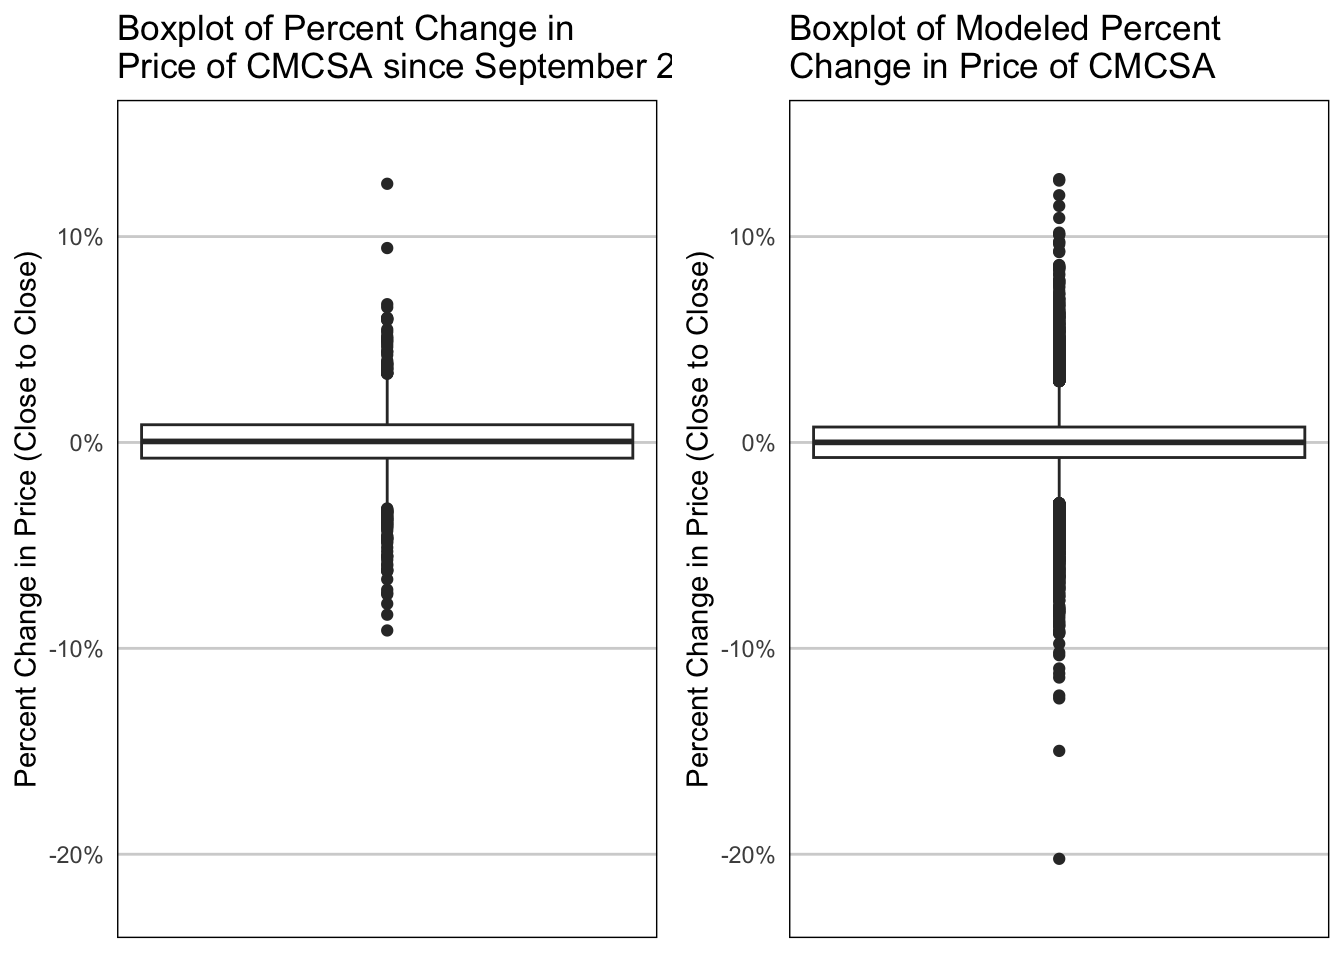 Boxplot of Percent Change in
Price of CMCSA since September 2
Percent Change in Price (Close to Close)
10%
0%
-10%
-20%
Boxplot of Modeled Percent
Change in Price of CMCSA
Percent Change in Price (Close to Close)
10%
0%
-10%
-20%